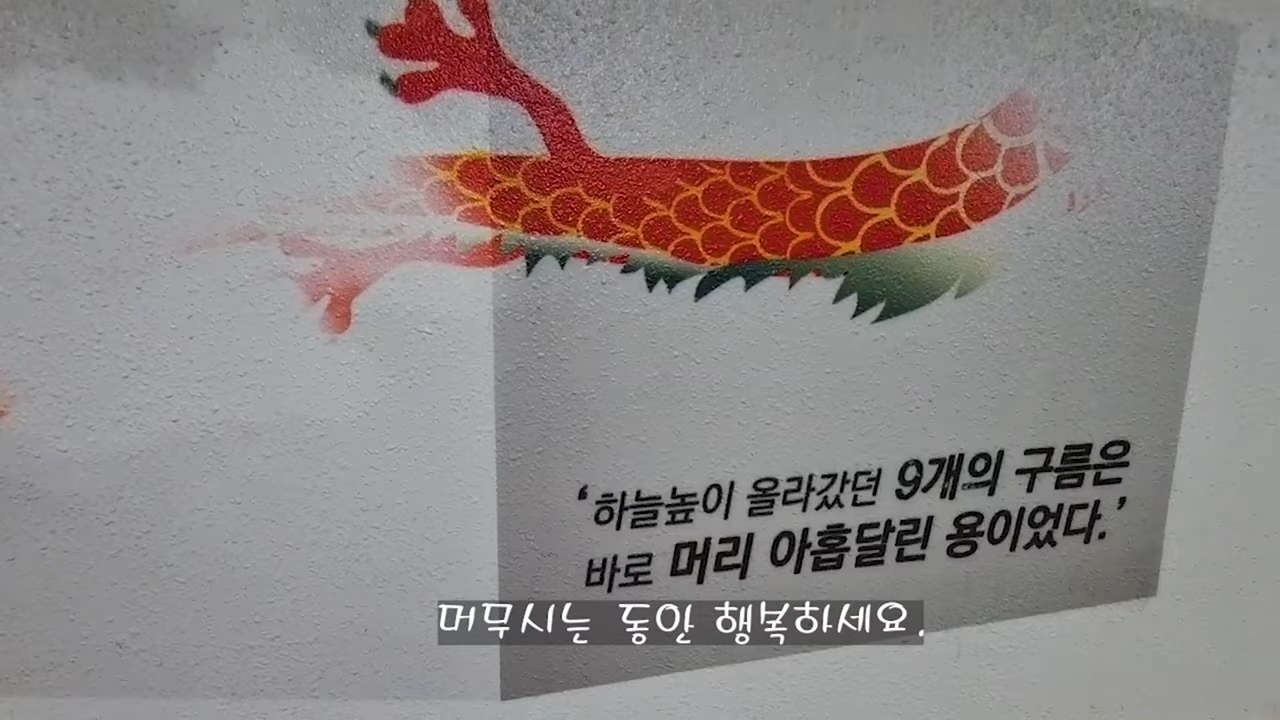 ‘하늘높이 올라갔던 9개의 구름은
바로 머리 아홉달린 용이었다.’
머무시는 동안 행복하세요.